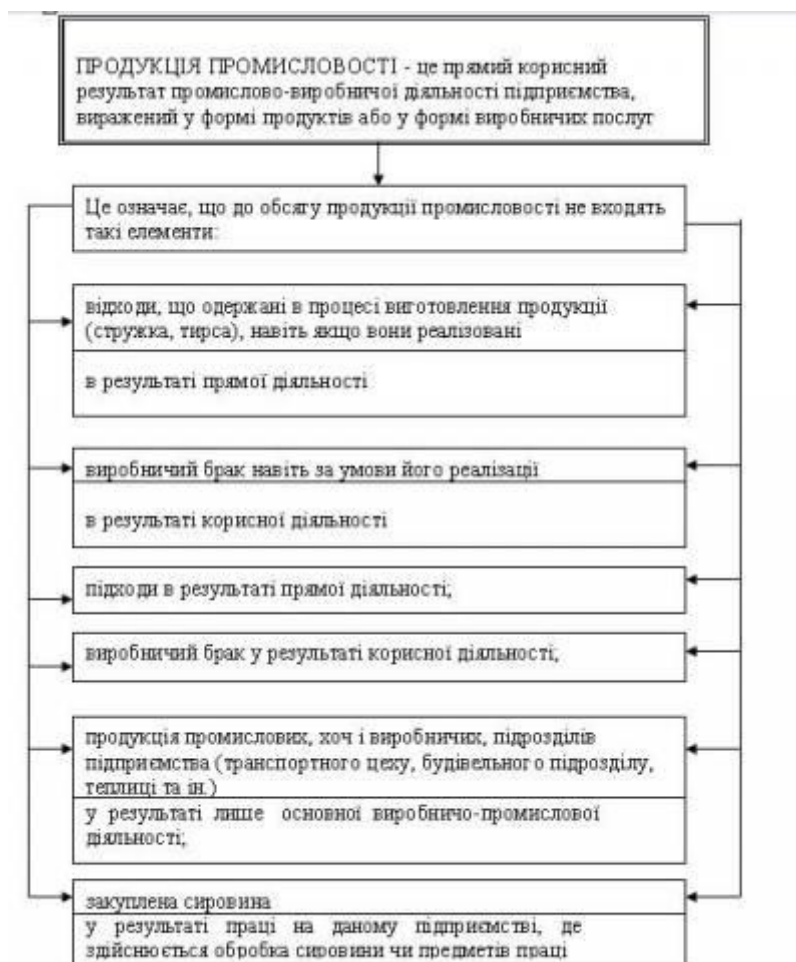 ПРОДУКЦІЯ ПРОМИСЛОВОСТІ - це прямий корисний
результат промислово-виробничої діяльності підприємства,
виражений у формі продуктів або у формі виробничих послуг
Це означає, що до обсягу продукції промисловості не входять
такі елементи:
відходи, що одержані в процесі виготовлення продукції
(стружка, тирса), навіть якщо вони реалізовані
в результаті прямої діяльності
виробничий брак навіть за умови його реалізації
в результаті корисної діяльності
підходи в результаті прямої діяльності;
виробничий брак у результаті корисної діяльності;
продукція промислових, хоч і виробничих, підрозділів
підприємства (транспортного цеху, будівельного підрозділу,
теплиці та ін.)
у результаті лише основної виробничо-промислової
діяльності;
закуплена сировина
у результаті праці на даному підприємстві, де
здійснюється обробка сировини чи предметів праці